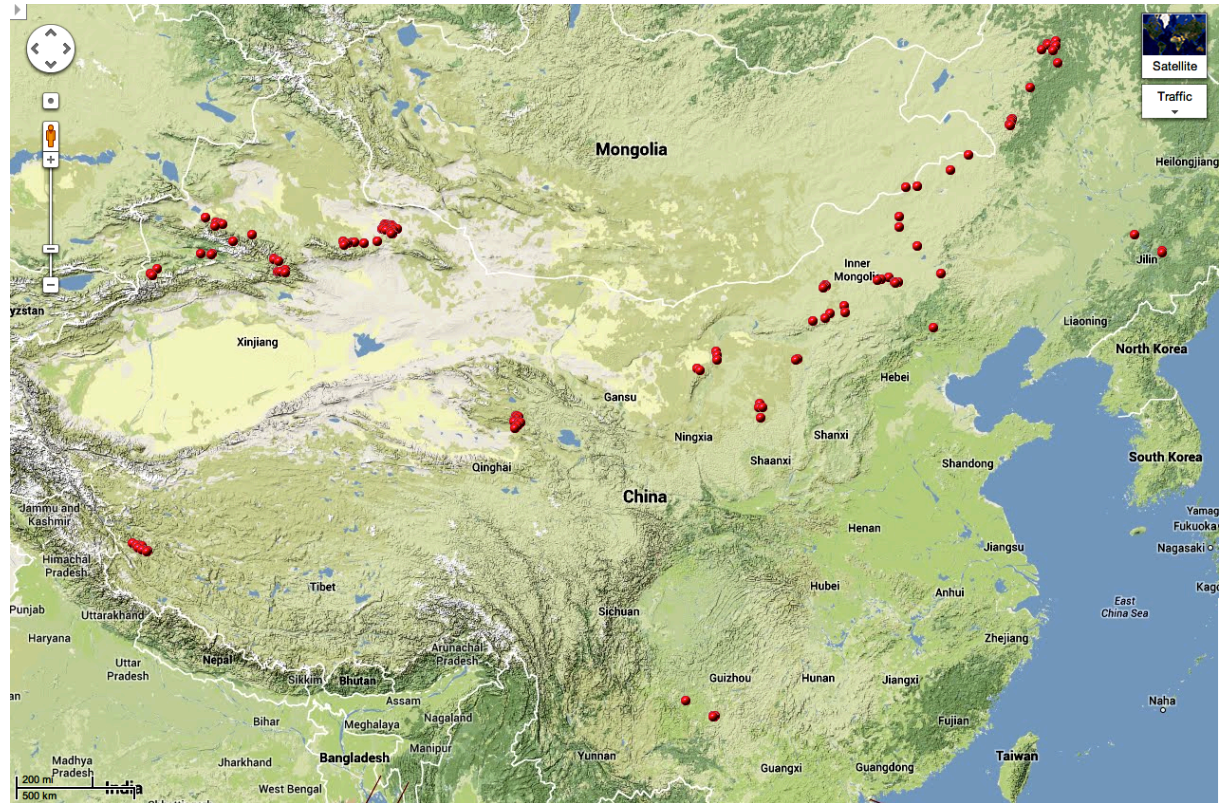 Satellite
Traffic
Mongolia
Heilongjiang
Inner
Mongolia
Jilin
yzstan
Xinjiang
Liaoning
North Korea
Hebei
Gansu
Ningxia
Shanxi
Shaanxi
Shandong
South Korea
Qinghai
China
Jammu and
Kashmir
Yamag
Fukuoka
Henan
Jiangsu
Nagasaki
Himachal
Pradesh
Tibet
Hubei
Anhui
Kago
East
China Sea
Punjab
Uttarakhand
Sichuan
Haryana
Zhejiang
Arunachal
Pradesh
Nepal
Uttar
Pradesh
Sikkim
Bhutan
Guizhou
Hunan
Jiangxi
an
Assam
Naha
Bihar
Meghalaya
Nagaland
Fujian
Manipur
Yunnan
Taiwan
Bangladesh
Madhya
Pradesh
Jharkhand
Guangxi
Guangdong
200 mi
India
West Bengal
500 km